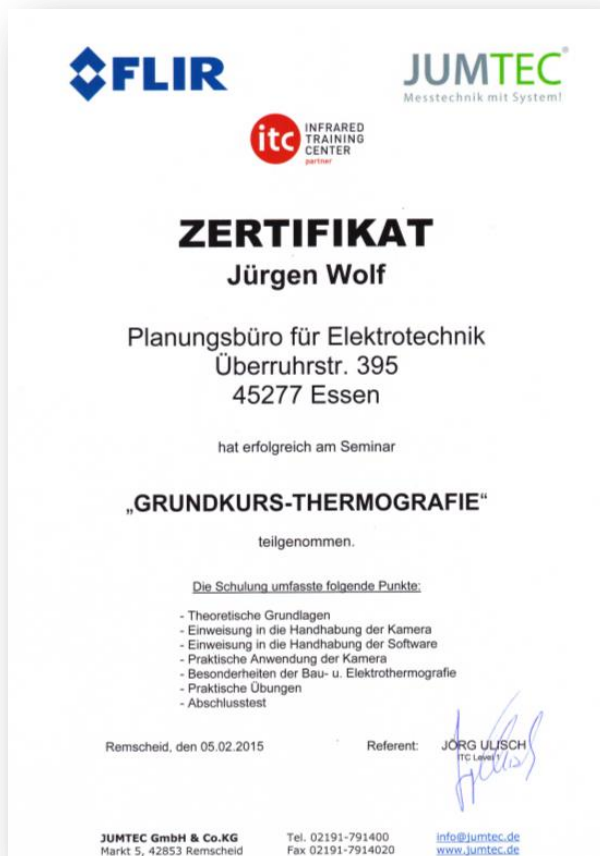 FLIR
JUMTEC®
Messtechnik mit System!
itc INFRARED
TRAINING
CENTER
partner
ZERTIFIKAT
Jürgen Wolf
Planungsbüro für Elektrotechnik
Überruhrstr. 395
45277 Essen
hat erfolgreich am Seminar
„GRUNDKURS-THERMOGRAFIE“
teilgenommen.
Die Schulung umfasste folgende Punkte:
- Theoretische Grundlagen
- Einweisung in die Handhabung der Kamera
- Einweisung in die Handhabung der Software
- Praktische Anwendung der Kamera
- Besonderheiten der Bau- u. Elektrothermografie
- Praktische Übungen
- Abschlusstest
Remscheid, den 05.02.2015 Referent: JÖRG ULISCH
ITC Level 1
JUMTEC GmbH & Co.KG Tel. 02191-791400 info@jumtec.de
Markt 5, 42853 Remscheid Fax 02191-7914020 www.jumtec.de